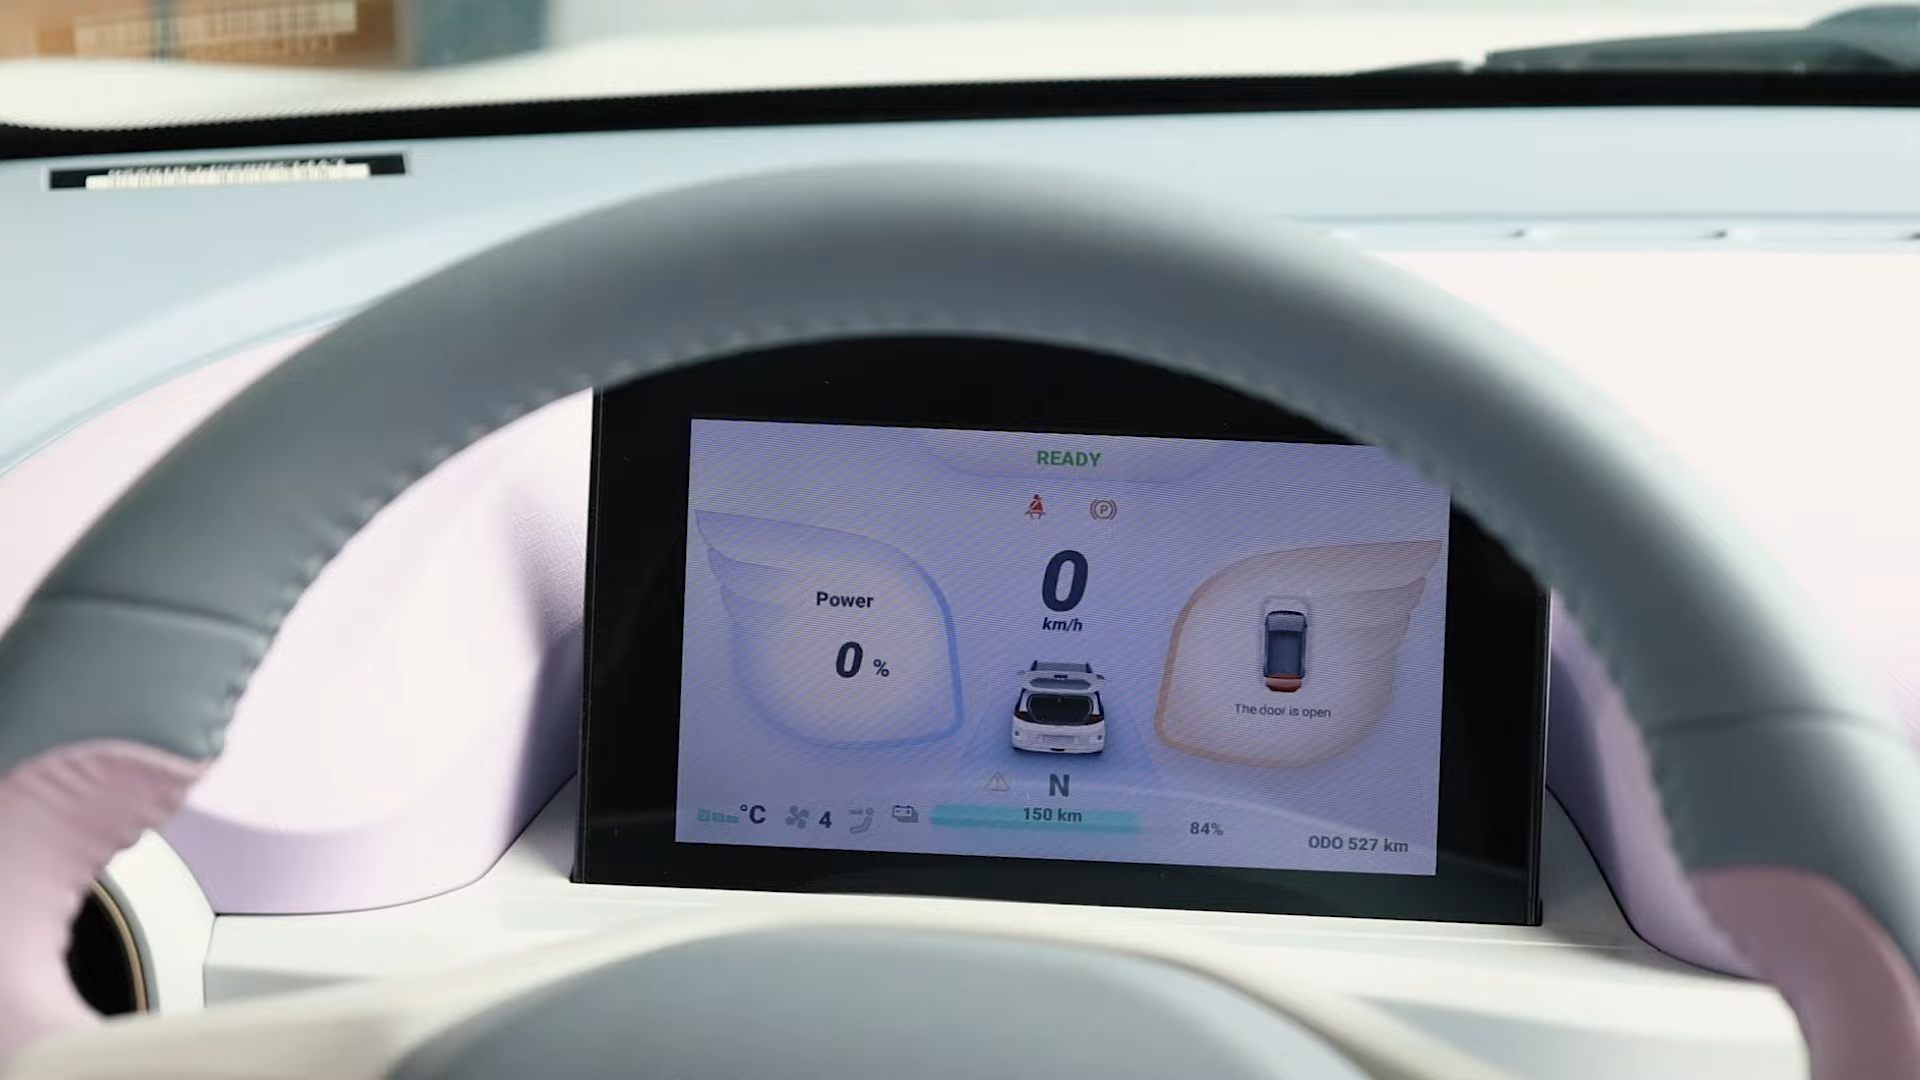 READY
P
0
km/h
Power
0 %
The door is open
N
°C
4
150 km
84%
ODO 527 km